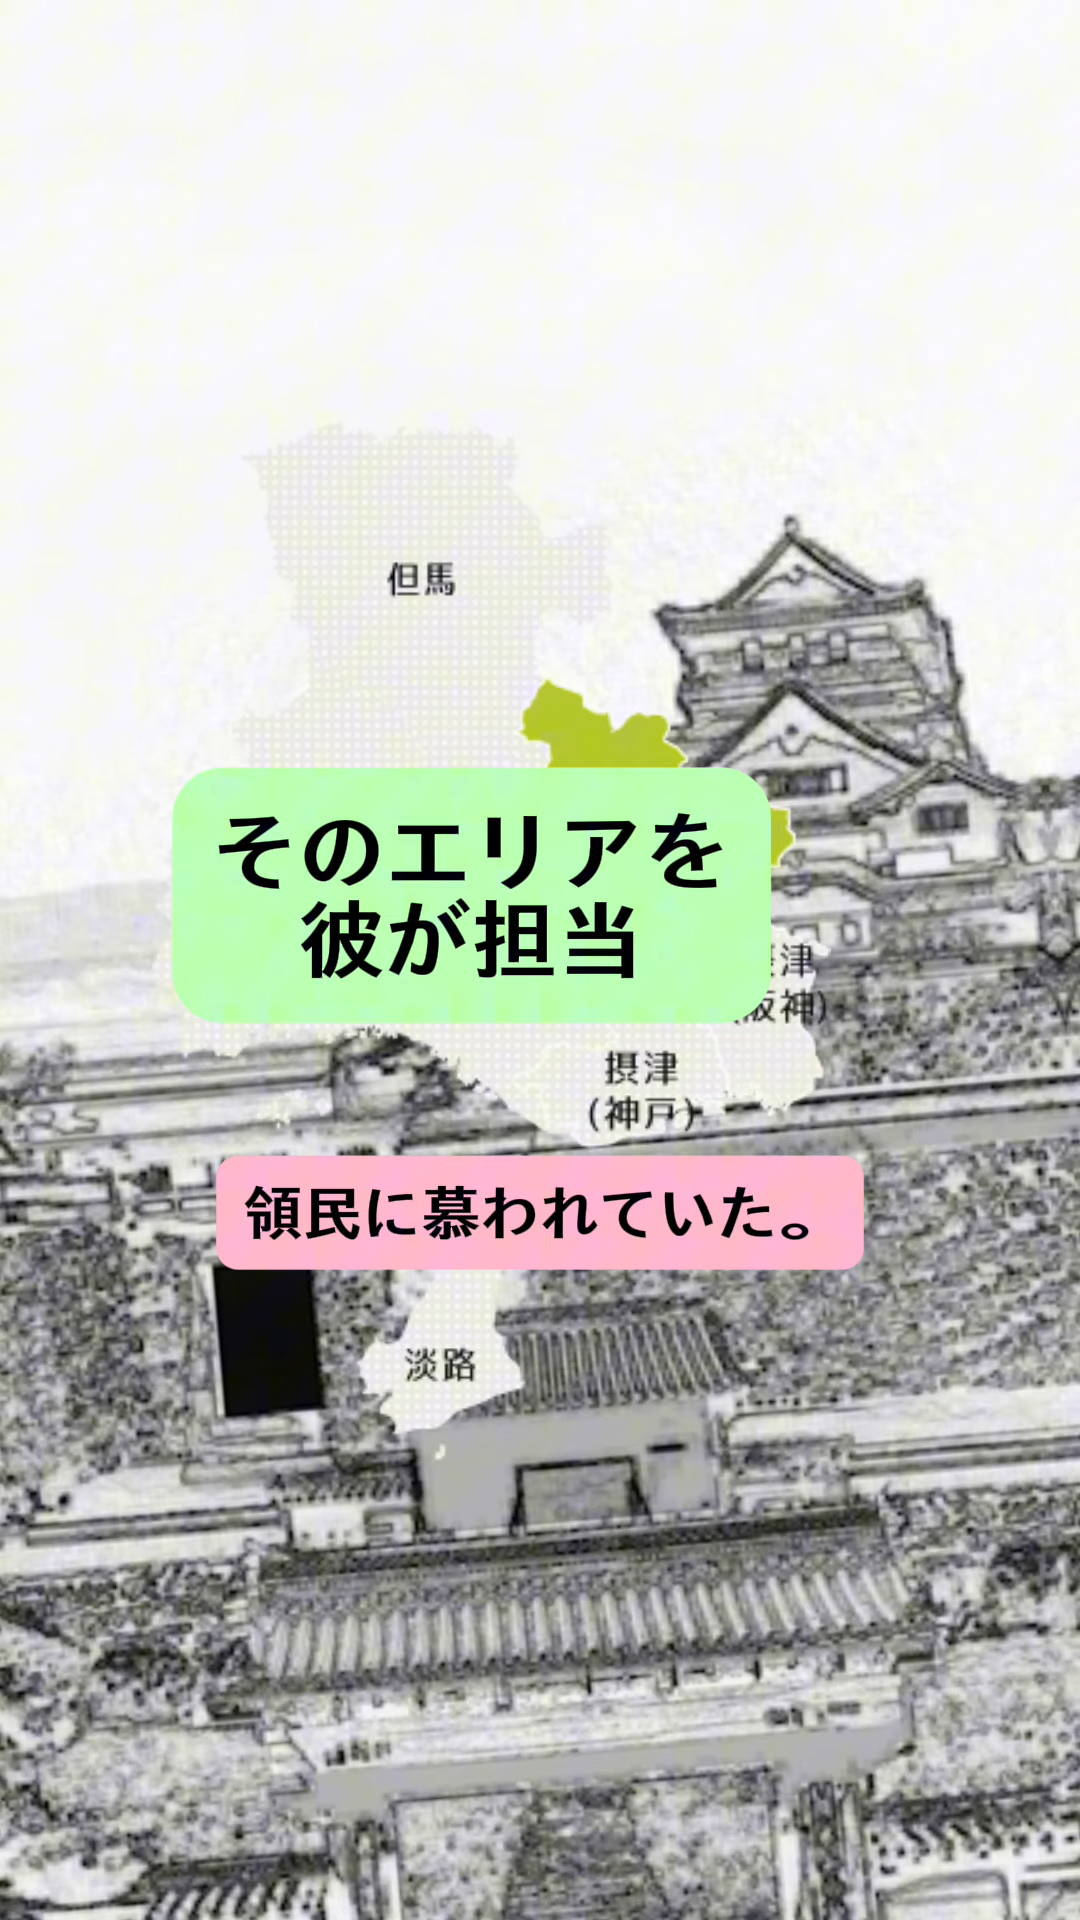 但馬
そのエリアを
彼が担当
津
阪神)
摂津
(神戸)
領民に慕われていた。
淡路